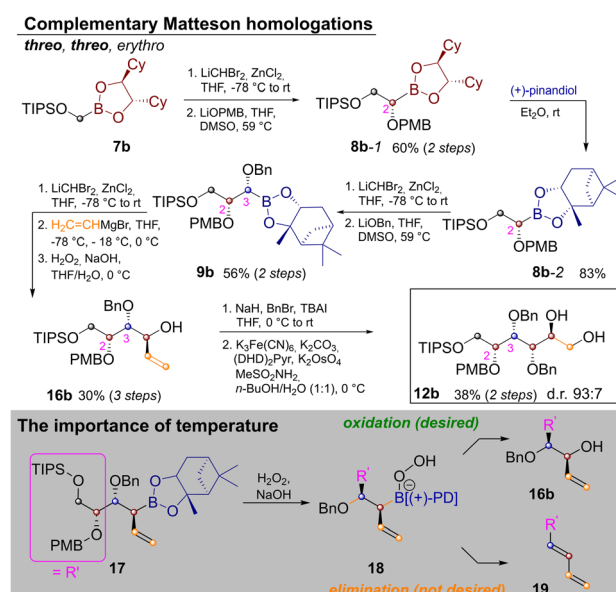 Complementary Matteson homologations
threo, threo, erythro
Cy
TIPSO
B
O
O
Cy
7b
1. LiCHBr2, ZnCl2,
THF, -78 °C to rt
2. LiOPMB, THF,
DMSO, 59 °C
Cy
TIPSO
B
O
O
Cy
2
OPMB
8b-1 60% (2 steps)
(+)-pinandiol
Et2O, rt
TIPSO
B
O
O
2
OPMB
8b-2 83%
1. LiCHBr2, ZnCl2,
THF, -78 °C to rt
2. LiOBn, THF,
DMSO, 59 °C
OBn
TIPSO
B
O
O
2
3
PMBO
9b 56% (2 steps)
1. LiCHBr2, ZnCl2,
THF, -78 °C to rt
2. H2C=CHMgBr, THF,
-78 °C, - 18 °C, 0 °C
3. H2O2, NaOH,
THF/H2O, 0 °C
BnO
OH
TIPSO
2
3
PMBO
16b 30% (3 steps)
1. NaH, BnBr, TBAI
THF, 0 °C to rt
2. K3Fe(CN)6, K2CO3,
(DHD)2Pyr, K2OsO4
MeSO2NH2,
n-BuOH/H2O (1:1), 0 °C
OBn
OH
TIPSO
OH
2
3
PMBO
OBn
12b
38% (2 steps) d.r. 93:7
The importance of temperature
oxidation (desired)
TIPSO
OBn
B
O
O
PMBO
17
= R'
H2O2,
NaOH
R'
O
OH
BnO
B[(+)-PD]
18
R'
BnO
OH
16b
R'
19
elimination (not desired)